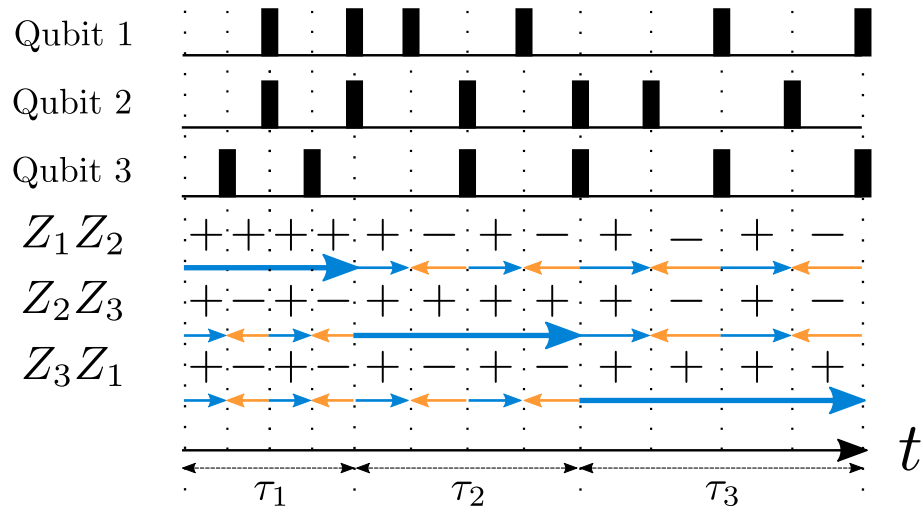 Qubit 1
Qubit 2
Qubit 3
Z₁Z₂ + + + + + − + − + − + −
Z₂Z₃ + − + − + + + + + − + −
Z₃Z₁ + − + − + − + − + + + +
t
τ₁ τ₂ τ₃